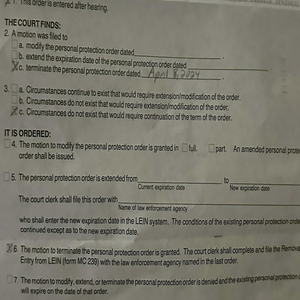 ☒ 1. This order is entered after hearing.
THE COURT FINDS:
2. A motion was filed to
☐ a. modify the personal protection order dated .
☐ b. extend the expiration date of the personal protection order dated .
☒ c. terminate the personal protection order dated April 8, 2024 .
3. ☐ a. Circumstances continue to exist that would require extension/modification of the order.
☐ b. Circumstances do not exist that would require extension/modification of the order.
☒ c. Circumstances do not exist that would require continuation of the term of the order.
IT IS ORDERED:
☐ 4. The motion to modify the personal protection order is granted in ☐ full. ☐ part. An amended personal prote
order shall be issued.
☐ 5. The personal protection order is extended from to
Current expiration date New expiration date
The court clerk shall file this order with
Name of law enforcement agency
who shall enter the new expiration date in the LEIN system. The conditions of the existing personal protection orde
continued except as to the new expiration date.
☒ 6. The motion to terminate the personal protection order is granted. The court clerk shall complete and file the Remova
Entry from LEIN (form MC 239) with the law enforcement agency named in the last order.
☐ 7. The motion to modify, extend, or terminate the personal protection order is denied and the existing personal protection
will expire on the date of that order.